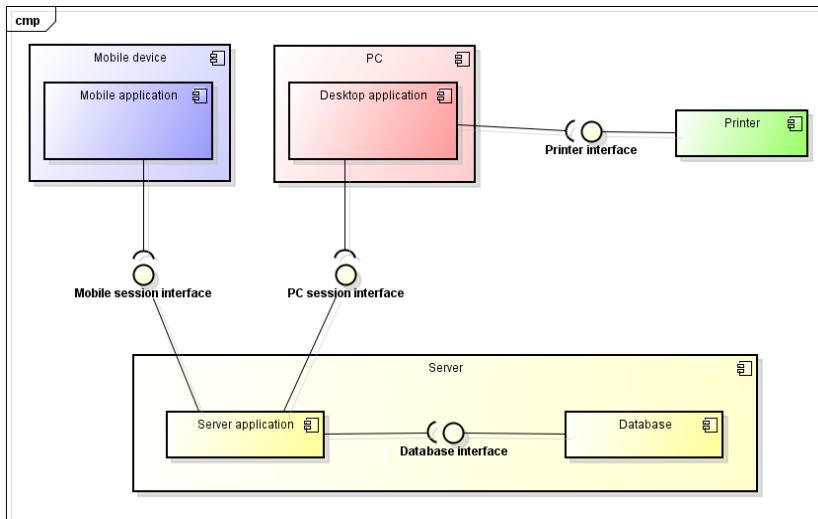 cmp
Mobile device
PC
Mobile application
Desktop application
Printer
Printer interface
Mobile session interface
PC session interface
Server
Server application
Database
Database interface